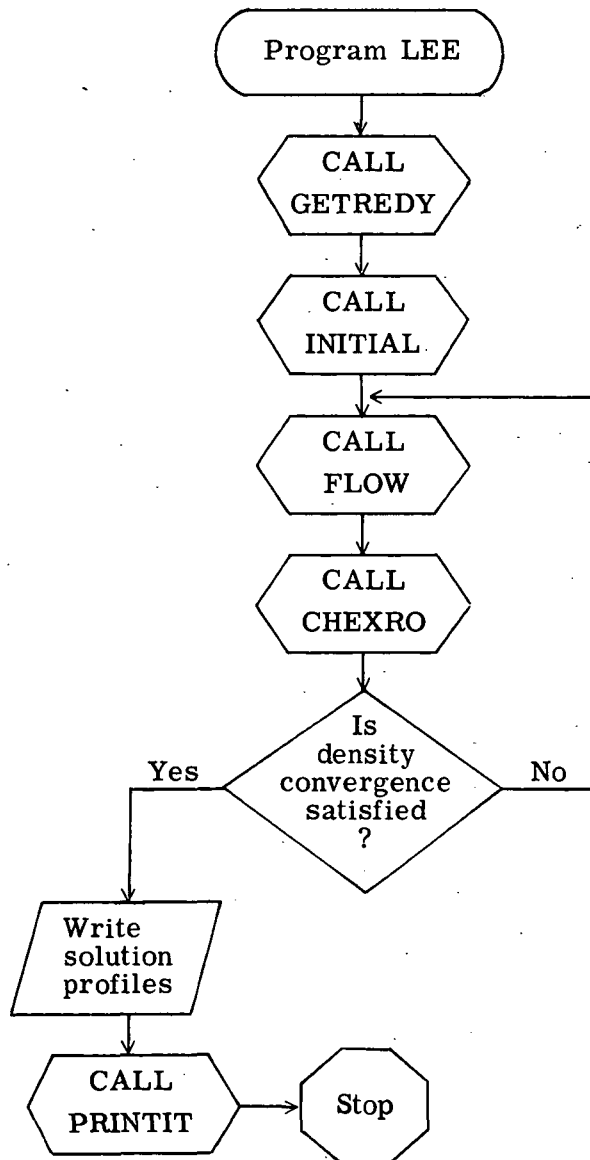 Program LEE
CALL
GETREDY
CALL
INITIAL
CALL
FLOW
CALL
CHEXRO
Is
density
convergence
satisfied
?
Yes
No
Write
solution
profiles
CALL
PRINTIT
Stop